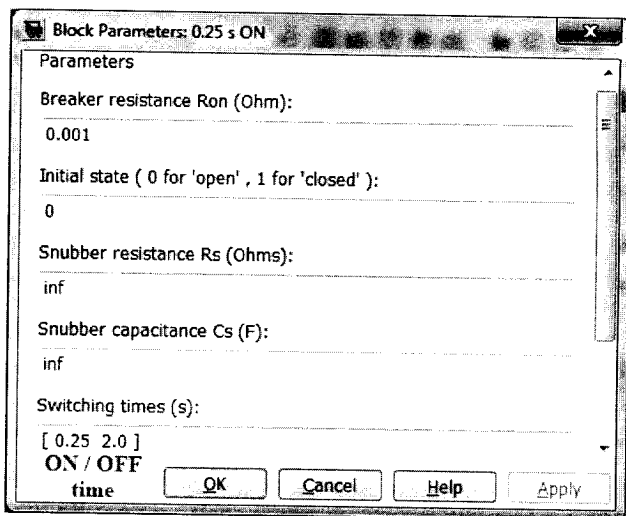 Block Parameters: 0.25 s ON
Parameters
Breaker resistance Ron (Ohm):
0.001
Initial state ( 0 for 'open' , 1 for 'closed' ):
0
Snubber resistance Rs (Ohms):
inf
Snubber capacitance Cs (F):
inf
Switching times (s):
[ 0.25 2.0 ]
ON / OFF
time
OK Cancel Help Apply